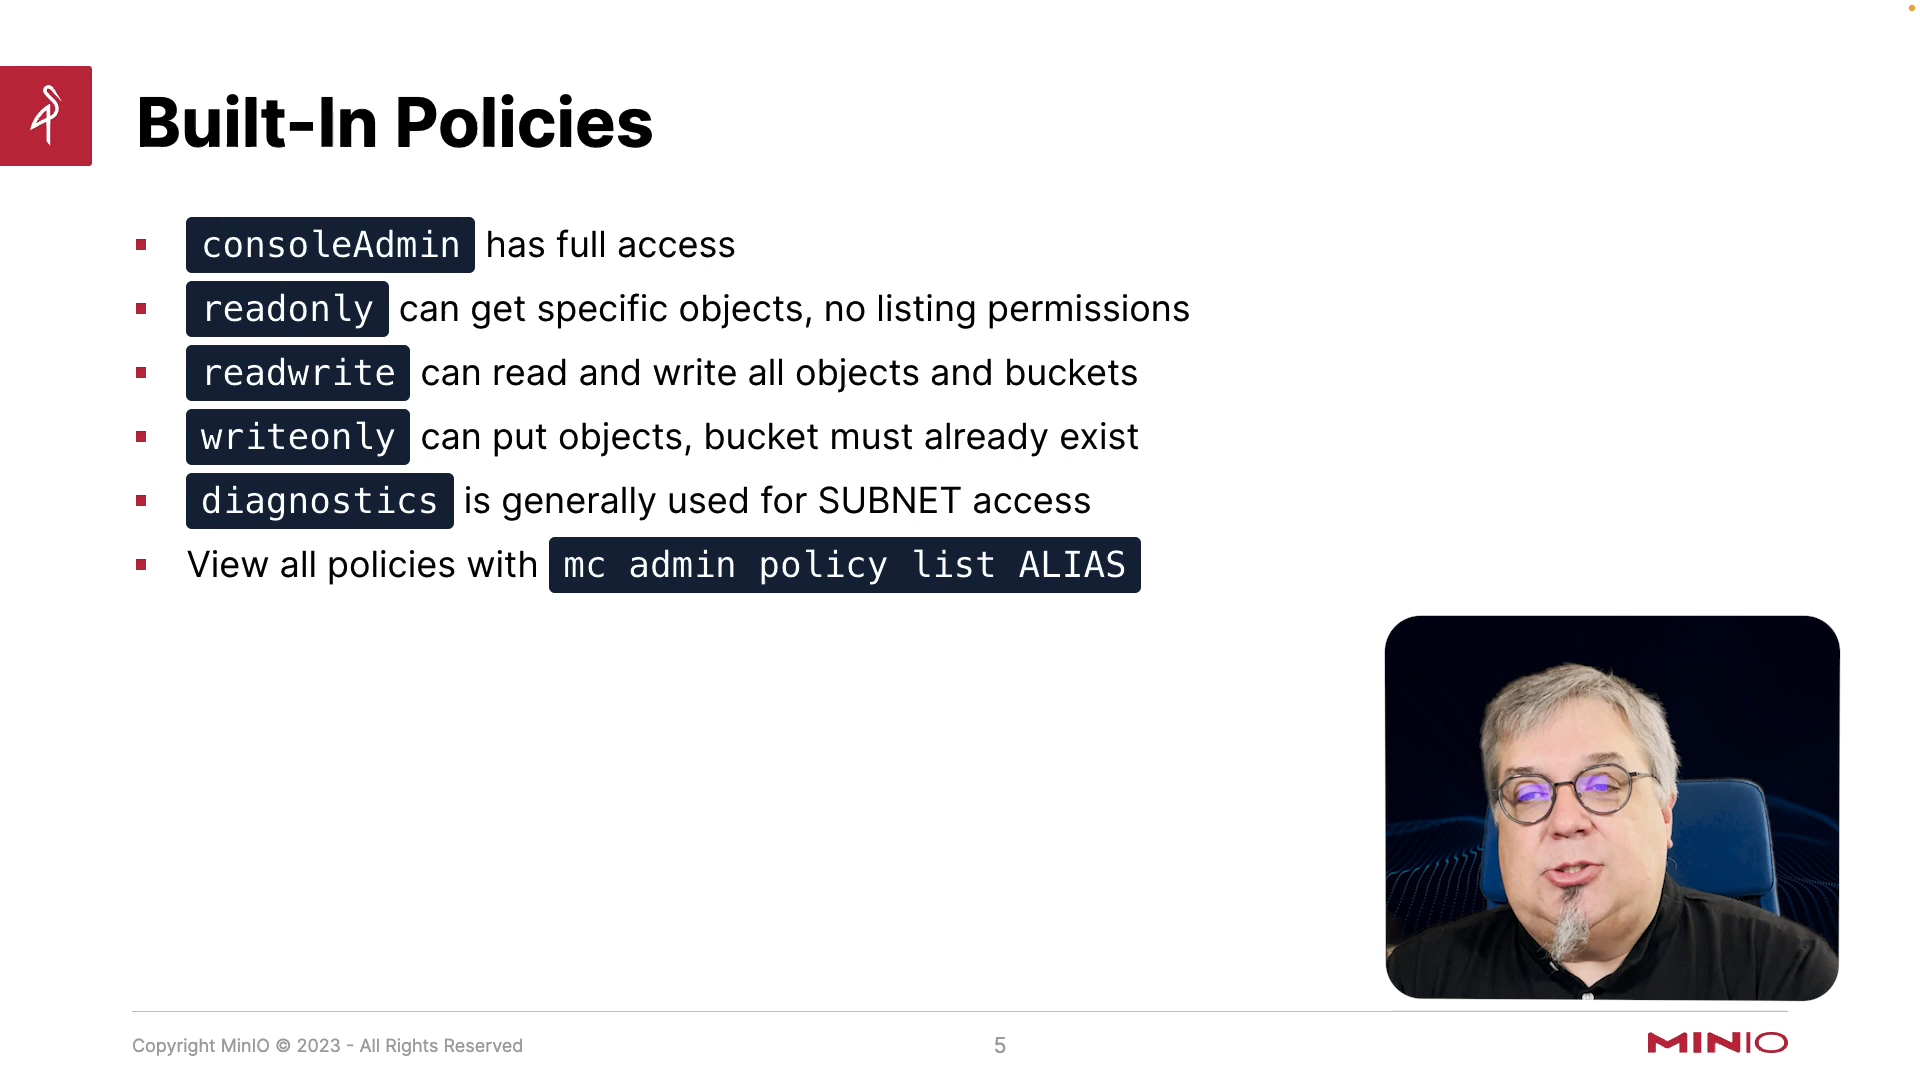 Built-In Policies
consoleAdmin has full access
readonly can get specific objects, no listing permissions
readwrite can read and write all objects and buckets
writeonly can put objects, bucket must already exist
diagnostics is generally used for SUBNET access
View all policies with mc admin policy list ALIAS
Copyright MinIO © 2023 - All Rights Reserved
5
MINIO